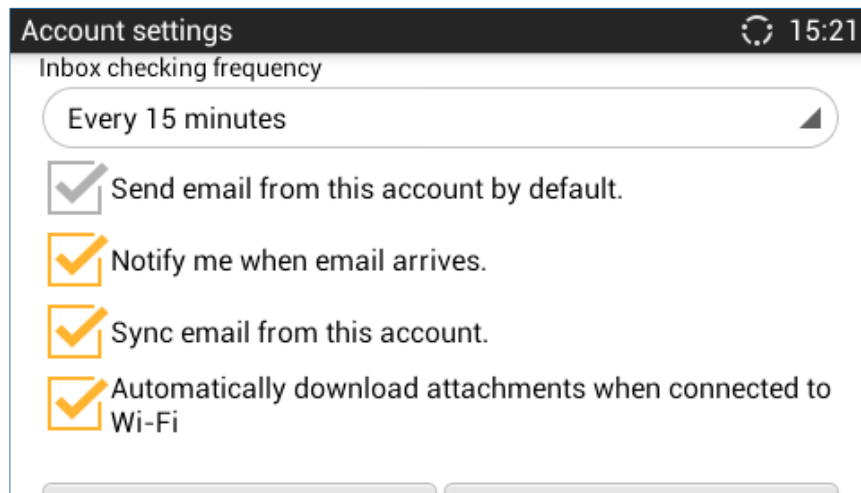 Account settings 15:21
Inbox checking frequency
Every 15 minutes
Send email from this account by default.
Notify me when email arrives.
Sync email from this account.
Automatically download attachments when connected to
Wi-Fi